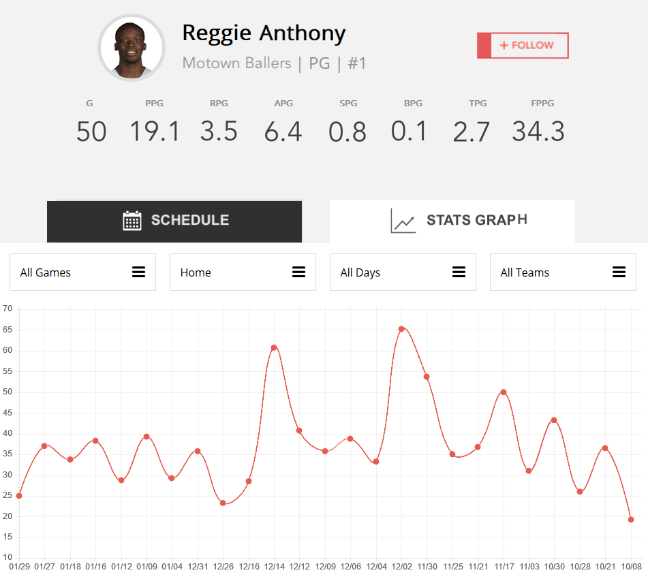 Reggie Anthony
Motown Ballers | PG | #1
+ FOLLOW
G PPG RPG APG SPG BPG TPG FPPG
50 19.1 3.5 6.4 0.8 0.1 2.7 34.3
SCHEDULE STATS GRAPH
All Games Home All Days All Teams
70
65
60
55
50
45
40
35
30
25
20
15
10
01/29 01/27 01/18 01/16 01/12 01/09 01/04 12/31 12/26 12/16 12/14 12/12 12/09 12/06 12/04 12/02 11/30 11/25 11/21 11/17 11/03 10/30 10/28 10/21 10/08